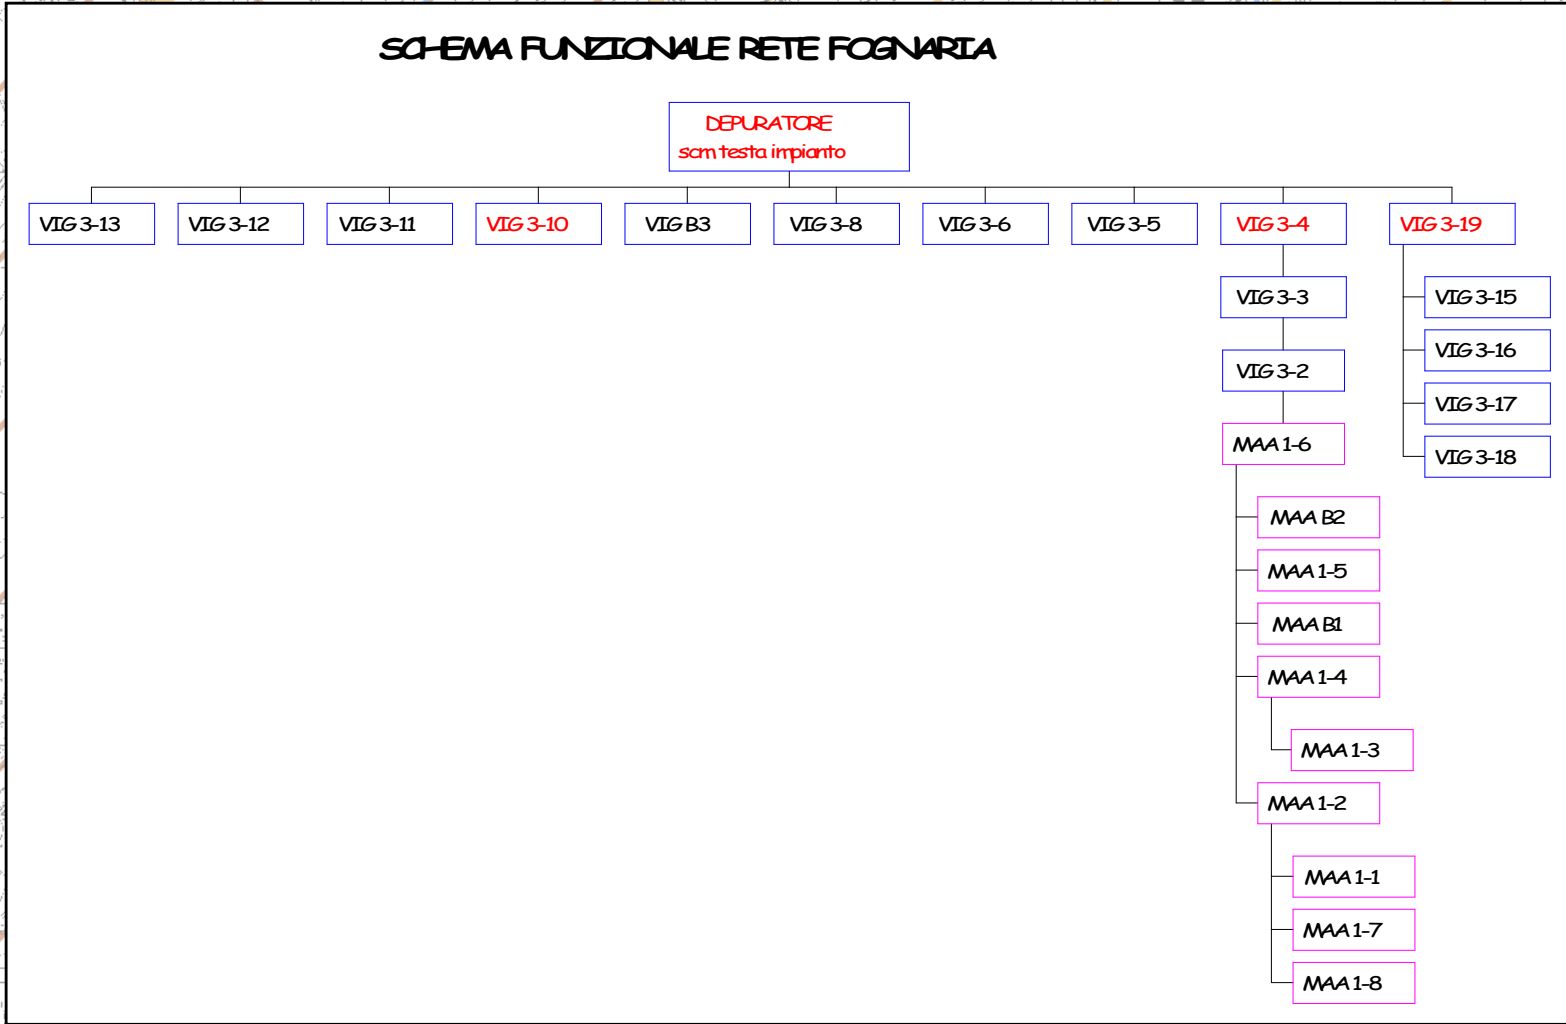 SCHEMA FUNZIONALE RETE FOGNARIA
DEPURATORE
scm testa impianto
VIG 3-13
VIG 3-12
VIG 3-11
VIG 3-10
VIG B3
VIG 3-8
VIG 3-6
VIG 3-5
VIG 3-4
VIG 3-19
VIG 3-3
VIG 3-15
VIG 3-16
VIG 3-2
VIG 3-17
MAA 1-6
VIG 3-18
MAA B2
MAA 1-5
MAA B1
MAA 1-4
MAA 1-3
MAA 1-2
MAA 1-1
MAA 1-7
MAA 1-8